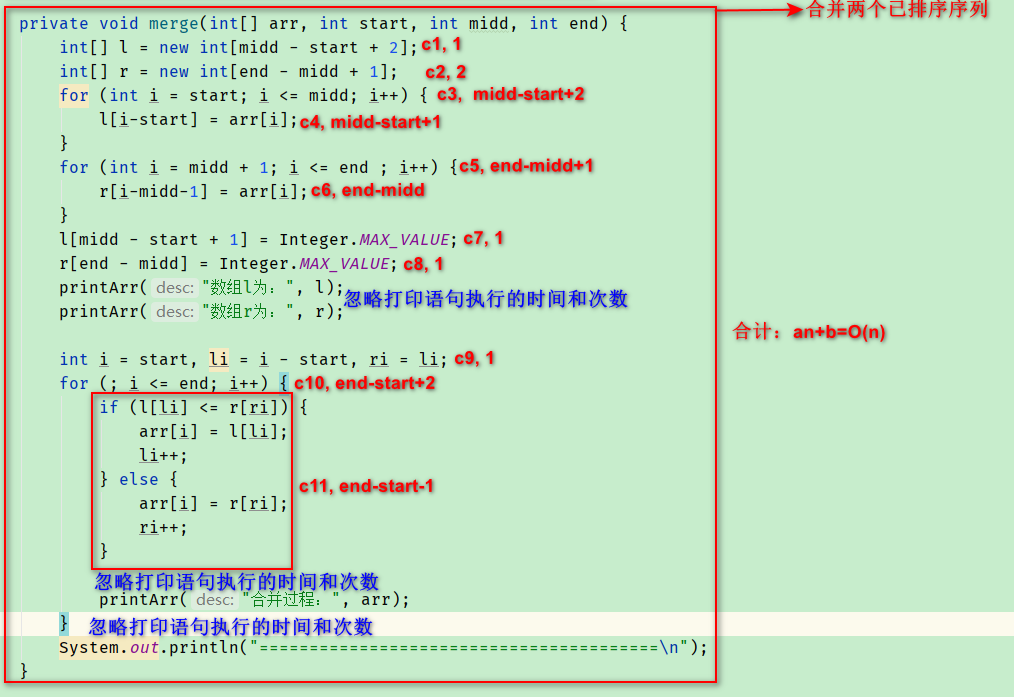 private void merge(int[] arr, int start, int midd, int end) { 合并两个已排序序列
int[] l = new int[midd - start + 2]; c1, 1
int[] r = new int[end - midd + 1]; c2, 2
for (int i = start; i <= midd; i++) { c3, midd-start+2
l[i-start] = arr[i]; c4, midd-start+1
}
for (int i = midd + 1; i <= end ; i++) { c5, end-midd+1
r[i-midd-1] = arr[i]; c6, end-midd
}
l[midd - start + 1] = Integer.MAX_VALUE; c7, 1
r[end - midd] = Integer.MAX_VALUE; c8, 1
printArr( desc: "数组l为: ", l);
忽略打印语句执行的时间和次数
printArr( desc: "数组r为: ", r);
合计：an+b=O(n)
int i = start, li = i - start, ri = li; c9, 1
for (; i <= end; i++) { c10, end-start+2
if (l[li] <= r[ri]) {
arr[i] = l[li];
li++;
} else {
c11, end-start-1
arr[i] = r[ri];
ri++;
}
忽略打印语句执行的时间和次数
printArr( desc: "合并过程: ", arr);
} 忽略打印语句执行的时间和次数
System.out.println("========================================\n");
}